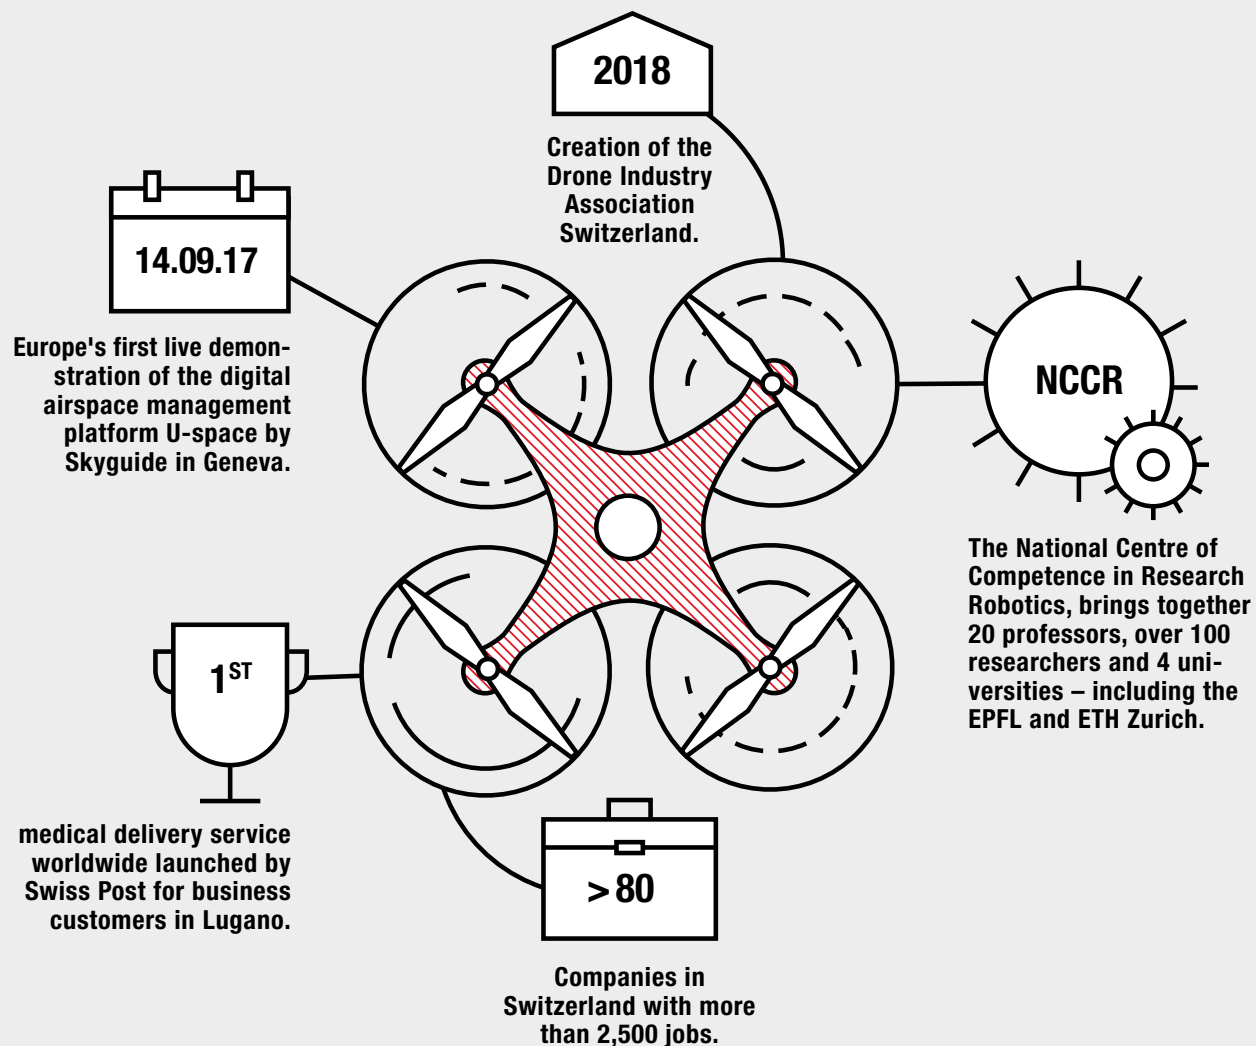 2018
Creation of the
Drone Industry
Association
Switzerland.
14.09.17
Europe's first live demon-
stration of the digital
airspace management
platform U-space by
Skyguide in Geneva.
NCCR
The National Centre of
Competence in Research
Robotics, brings together
20 professors, over 100
researchers and 4 uni-
versities – including the
EPFL and ETH Zurich.
1ST
medical delivery service
worldwide launched by
Swiss Post for business
customers in Lugano.
> 80
Companies in
Switzerland with more
than 2,500 jobs.